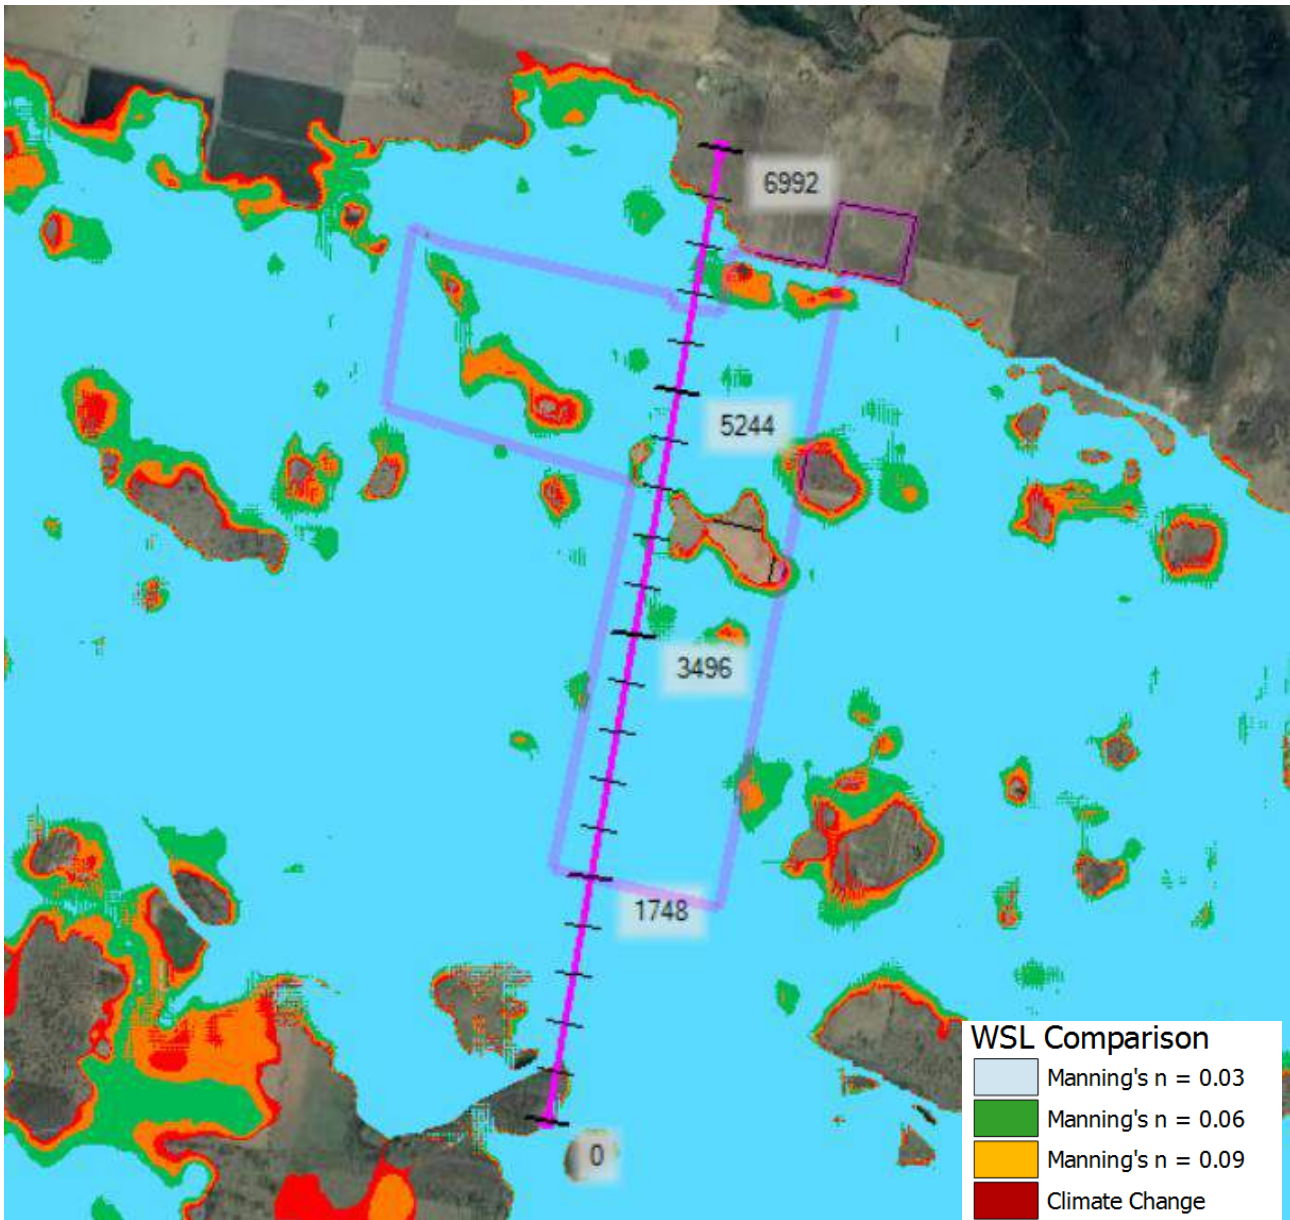 6992
5244
3496
1748
0
WSL Comparison
Manning's n = 0.03
Manning's n = 0.06
Manning's n = 0.09
Climate Change